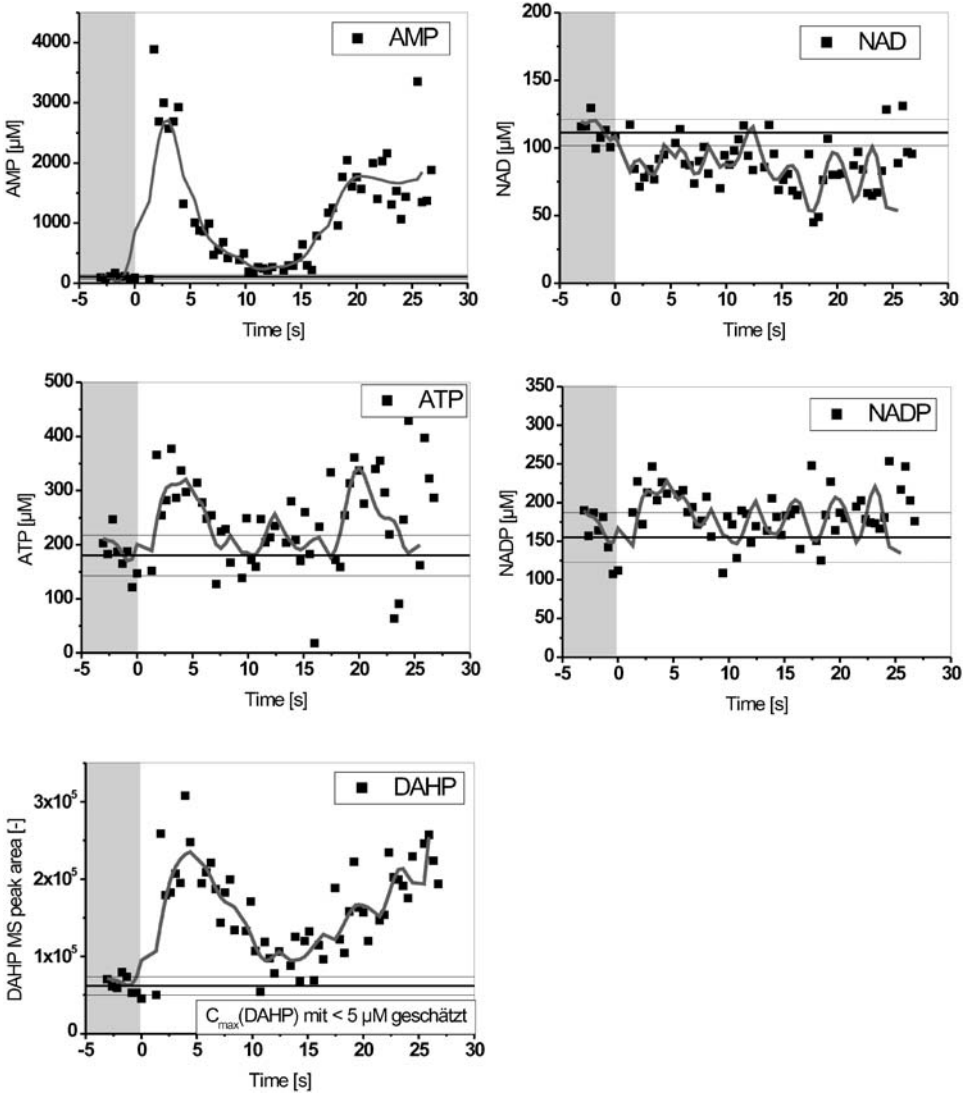 AMP
4000
3000
2000
1000
0
-5 0 5 10 15 20 25 30
AMP [µM]
Time [s]
NAD
200
150
100
50
0
-5 0 5 10 15 20 25 30
NAD [µM]
Time [s]
ATP
500
400
300
200
100
0
-5 0 5 10 15 20 25 30
ATP [µM]
Time [s]
NADP
350
300
250
200
150
100
50
0
-5 0 5 10 15 20 25 30
NADP [µM]
Time [s]
DAHP
3x10⁵
2x10⁵
1x10⁵
0
-5 0 5 10 15 20 25 30
DAHP MS peak area [-]
C_max(DAHP) mit < 5 µM geschätzt
Time [s]